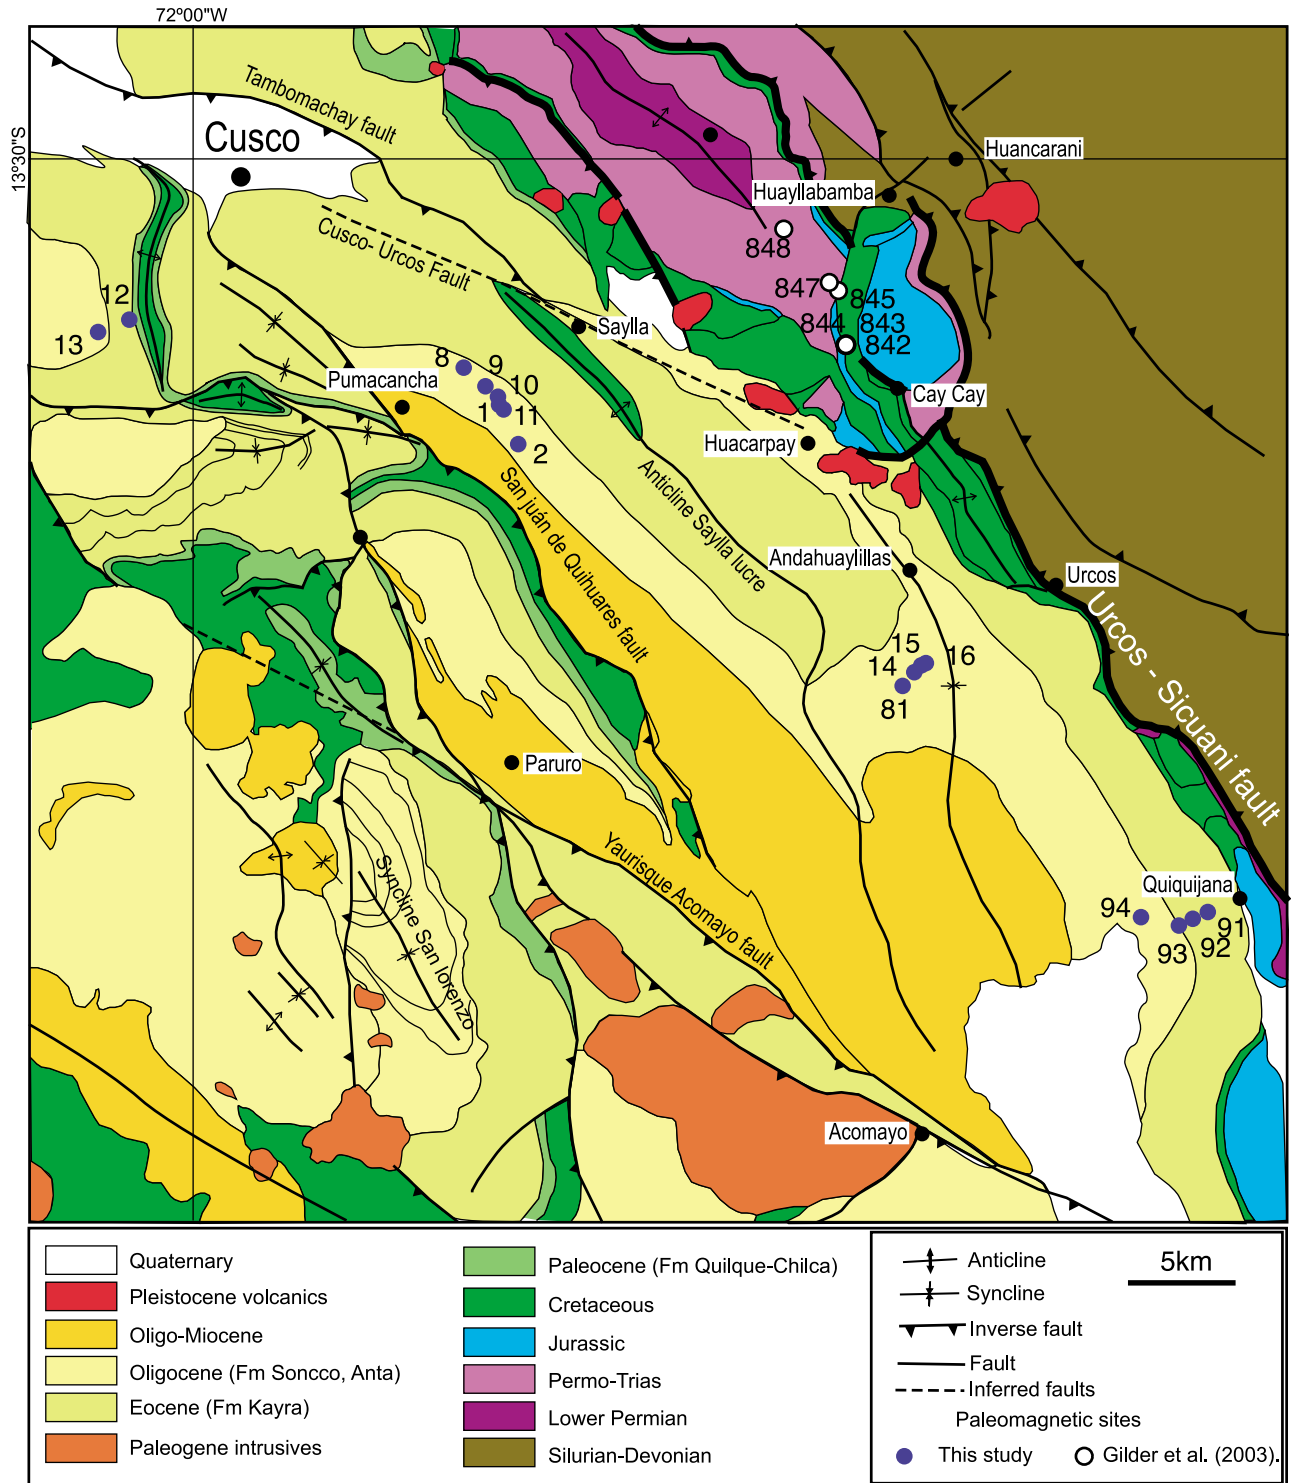 72°00"W
13°30"S
Tambomachay fault
Cusco
Huancarani
Huayllabamba
Cusco- Urcos Fault
848
12
13
847
845
844 843
842
Saylla
8
9
10
1
11
2
Pumacancha
Cay Cay
Huacarpay
San juán de Quihuares fault
Anticline Saylla lucre
Andahuaylillas
Urcos
Urcos - Sicuani fault
15
16
14
81
Paruro
Yaurisque Acomayo fault
Syncline San lorenzo
Quiquijana
94
91
92
93
Acomayo
Quaternary
Pleistocene volcanics
Oligo-Miocene
Oligocene (Fm Soncco, Anta)
Eocene (Fm Kayra)
Paleogene intrusives
Paleocene (Fm Quilque-Chilca)
Cretaceous
Jurassic
Permo-Trias
Lower Permian
Silurian-Devonian
Anticline
5km
Syncline
Inverse fault
Fault
Inferred faults
Paleomagnetic sites
This study
Gilder et al. (2003).